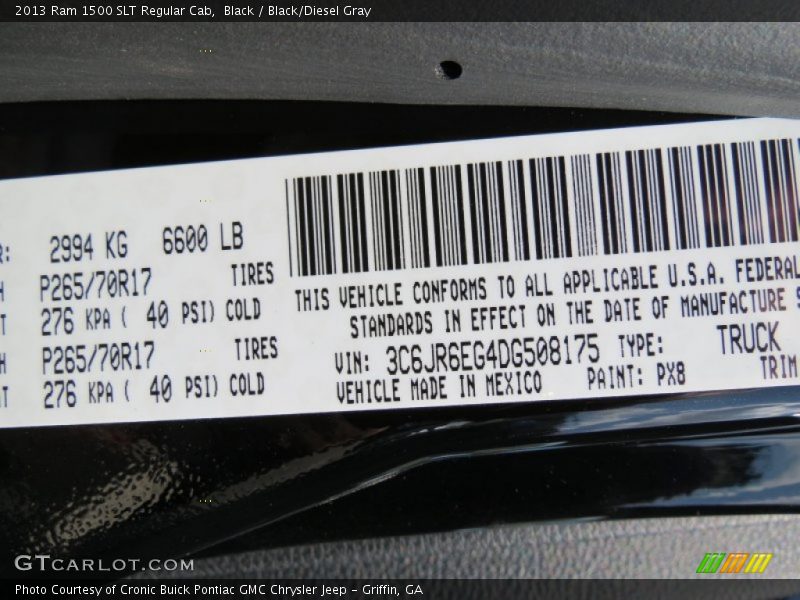 2013 Ram 1500 SLT Regular Cab, Black / Black/Diesel Gray
R: 2994 KG 6600 LB
H P265/70R17 TIRES
T 276 KPA ( 40 PSI) COLD
H P265/70R17 TIRES
AT 276 KPA ( 40 PSI) COLD
THIS VEHICLE CONFORMS TO ALL APPLICABLE U.S.A. FEDERAL
STANDARDS IN EFFECT ON THE DATE OF MANUFACTURE S
VIN: 3C6JR6EG4DG508175 TYPE: TRUCK
VEHICLE MADE IN MEXICO PAINT: PX8 TRIM
GTCARLOT.COM
Photo Courtesy of Cronic Buick Pontiac GMC Chrysler Jeep - Griffin, GA